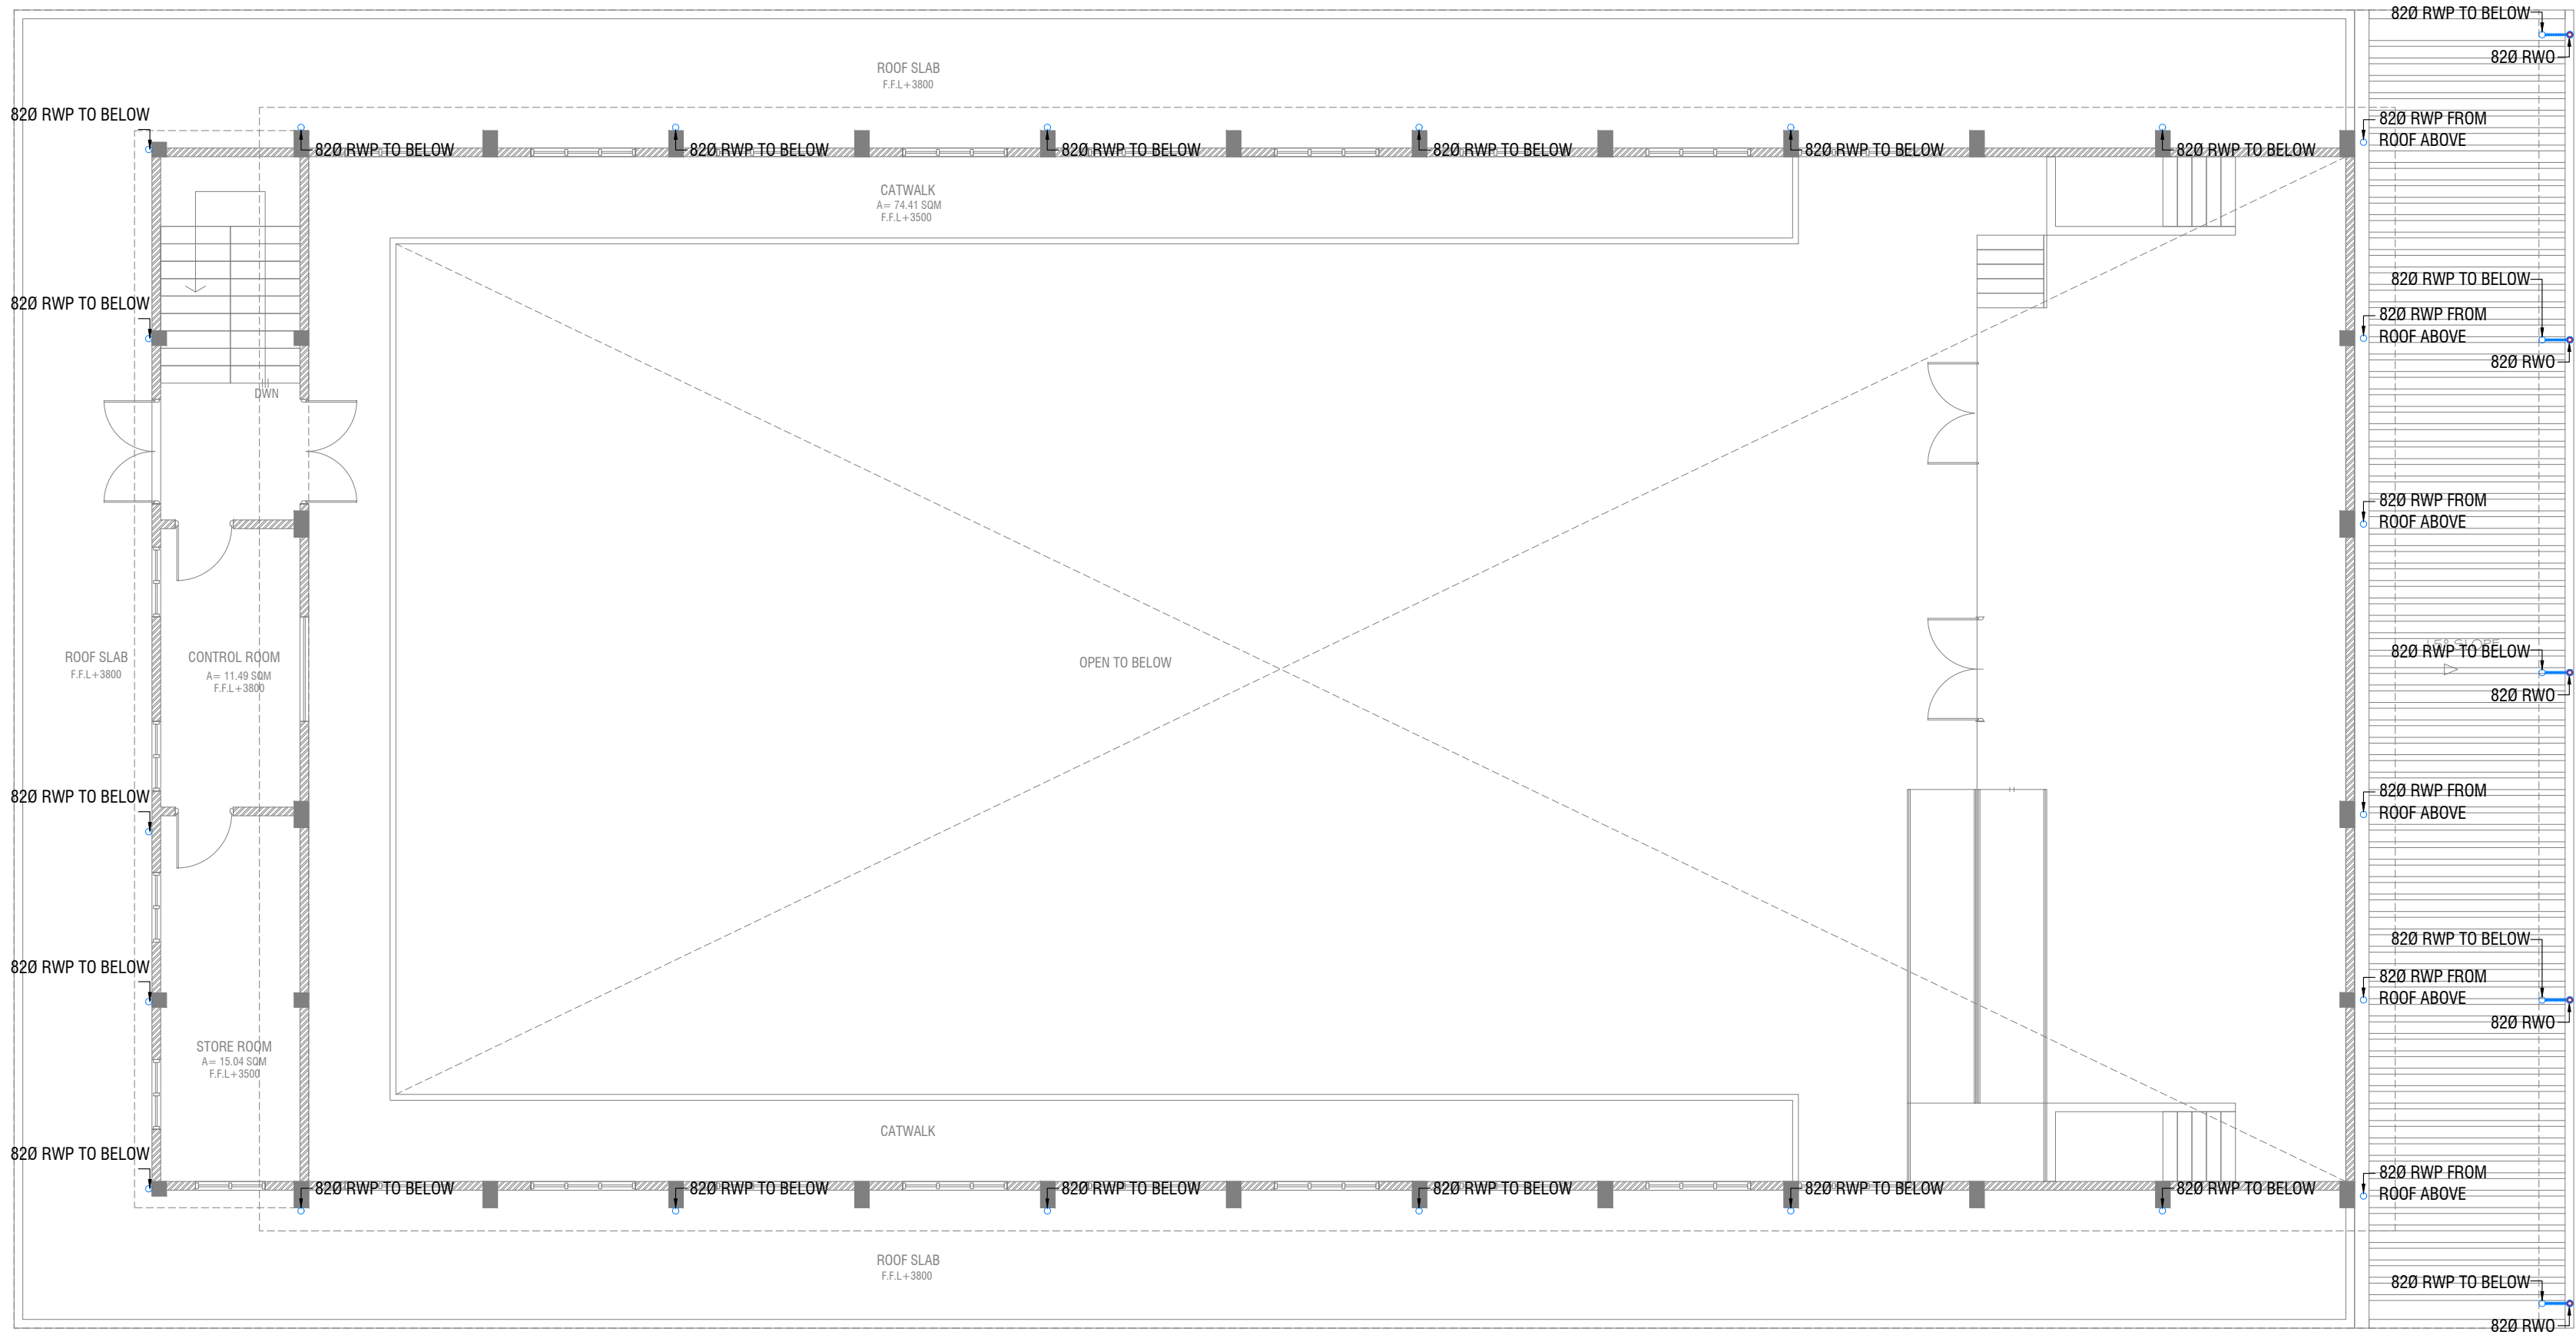 82Ø RWP TO BELOW
82Ø RWO
ROOF SLAB
F.F.L+3800
82Ø RWP TO BELOW
82Ø RWP FROM
ROOF ABOVE
82Ø RWP TO BELOW
82Ø RWP TO BELOW
82Ø RWP TO BELOW
82Ø RWP TO BELOW
82Ø RWP TO BELOW
82Ø RWP TO BELOW
CATWALK
A= 74.41 SQM
F.F.L+3500
82Ø RWP TO BELOW
82Ø RWP TO BELOW
82Ø RWP FROM
ROOF ABOVE
82Ø RWO
DWN
82Ø RWP FROM
ROOF ABOVE
ROOF SLAB
F.F.L+3800
CONTROL ROOM
A= 11.49 SQM
F.F.L+3800
OPEN TO BELOW
SLOPE
82Ø RWP TO BELOW
82Ø RWO
82Ø RWP TO BELOW
82Ø RWP FROM
ROOF ABOVE
82Ø RWP TO BELOW
82Ø RWP TO BELOW
82Ø RWP FROM
ROOF ABOVE
82Ø RWO
STORE ROOM
A= 15.04 SQM
F.F.L+3500
CATWALK
82Ø RWP TO BELOW
82Ø RWP FROM
ROOF ABOVE
82Ø RWP TO BELOW
82Ø RWP TO BELOW
82Ø RWP TO BELOW
82Ø RWP TO BELOW
82Ø RWP TO BELOW
82Ø RWP TO BELOW
ROOF SLAB
F.F.L+3800
82Ø RWP TO BELOW
82Ø RWO